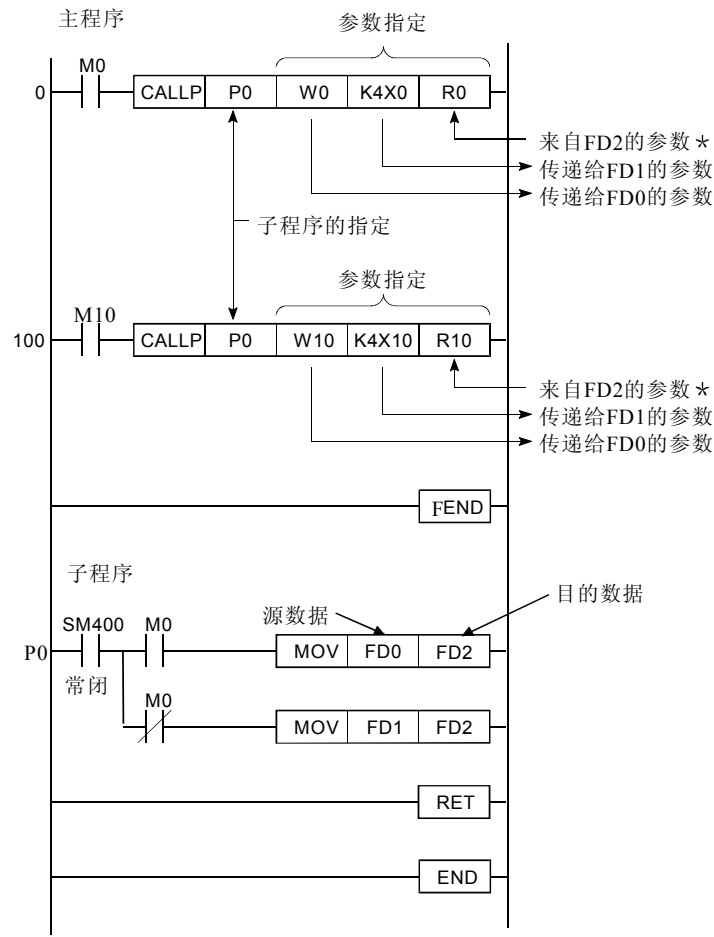 主程序
参数指定
M0
0 CALLP P0 W0 K4X0 R0
来自FD2的参数*
传递给FD1的参数
传递给FD0的参数
子程序的指定
参数指定
M10
100 CALLP P0 W10 K4X10 R10
来自FD2的参数*
传递给FD1的参数
传递给FD0的参数
FEND
子程序
源数据
目的数据
SM400 M0
P0 MOV FD0 FD2
常闭
M0
MOV FD1 FD2
RET
END